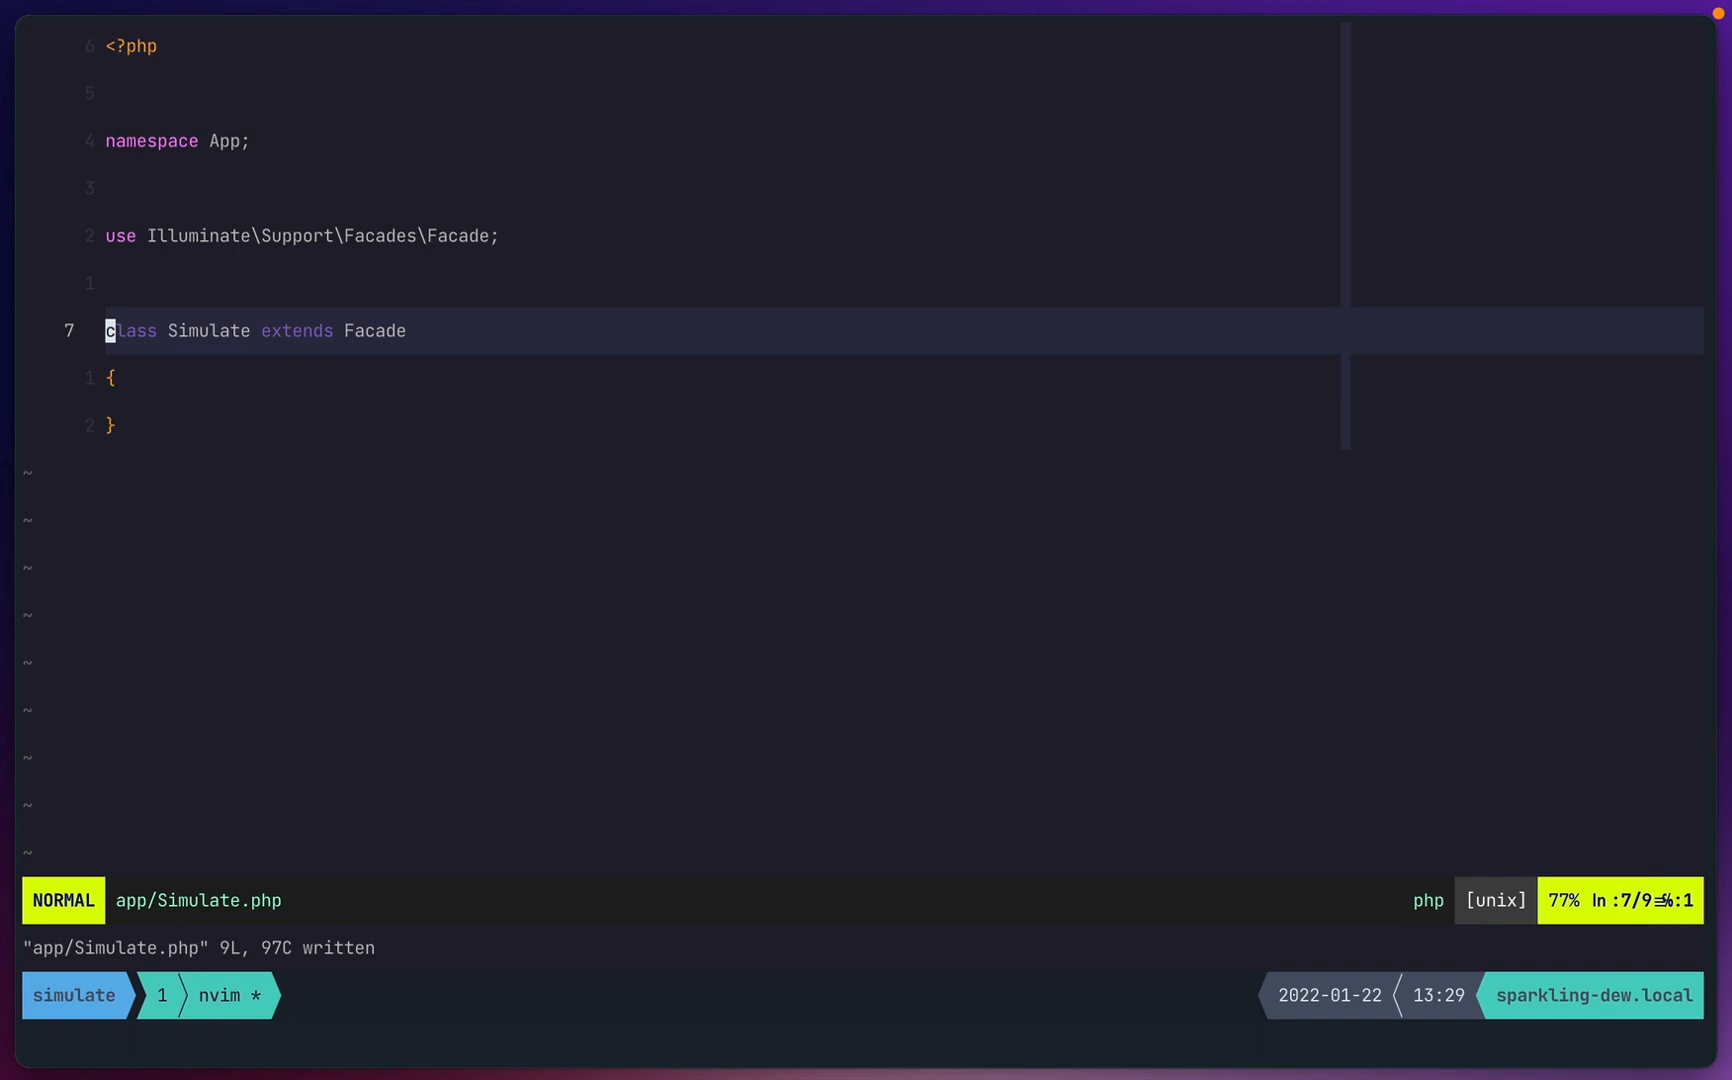 6 <?php
5
4 namespace App;
3
2 use Illuminate\Support\Facades\Facade;
1
7 class Simulate extends Facade
1 {
2 }
~
~
~
~
~
~
~
~
~
NORMAL app/Simulate.php php [unix] 77% ln :7/9≡%:1
"app/Simulate.php" 9L, 97C written
simulate 1 nvim * 2022-01-22 13:29 sparkling-dew.local